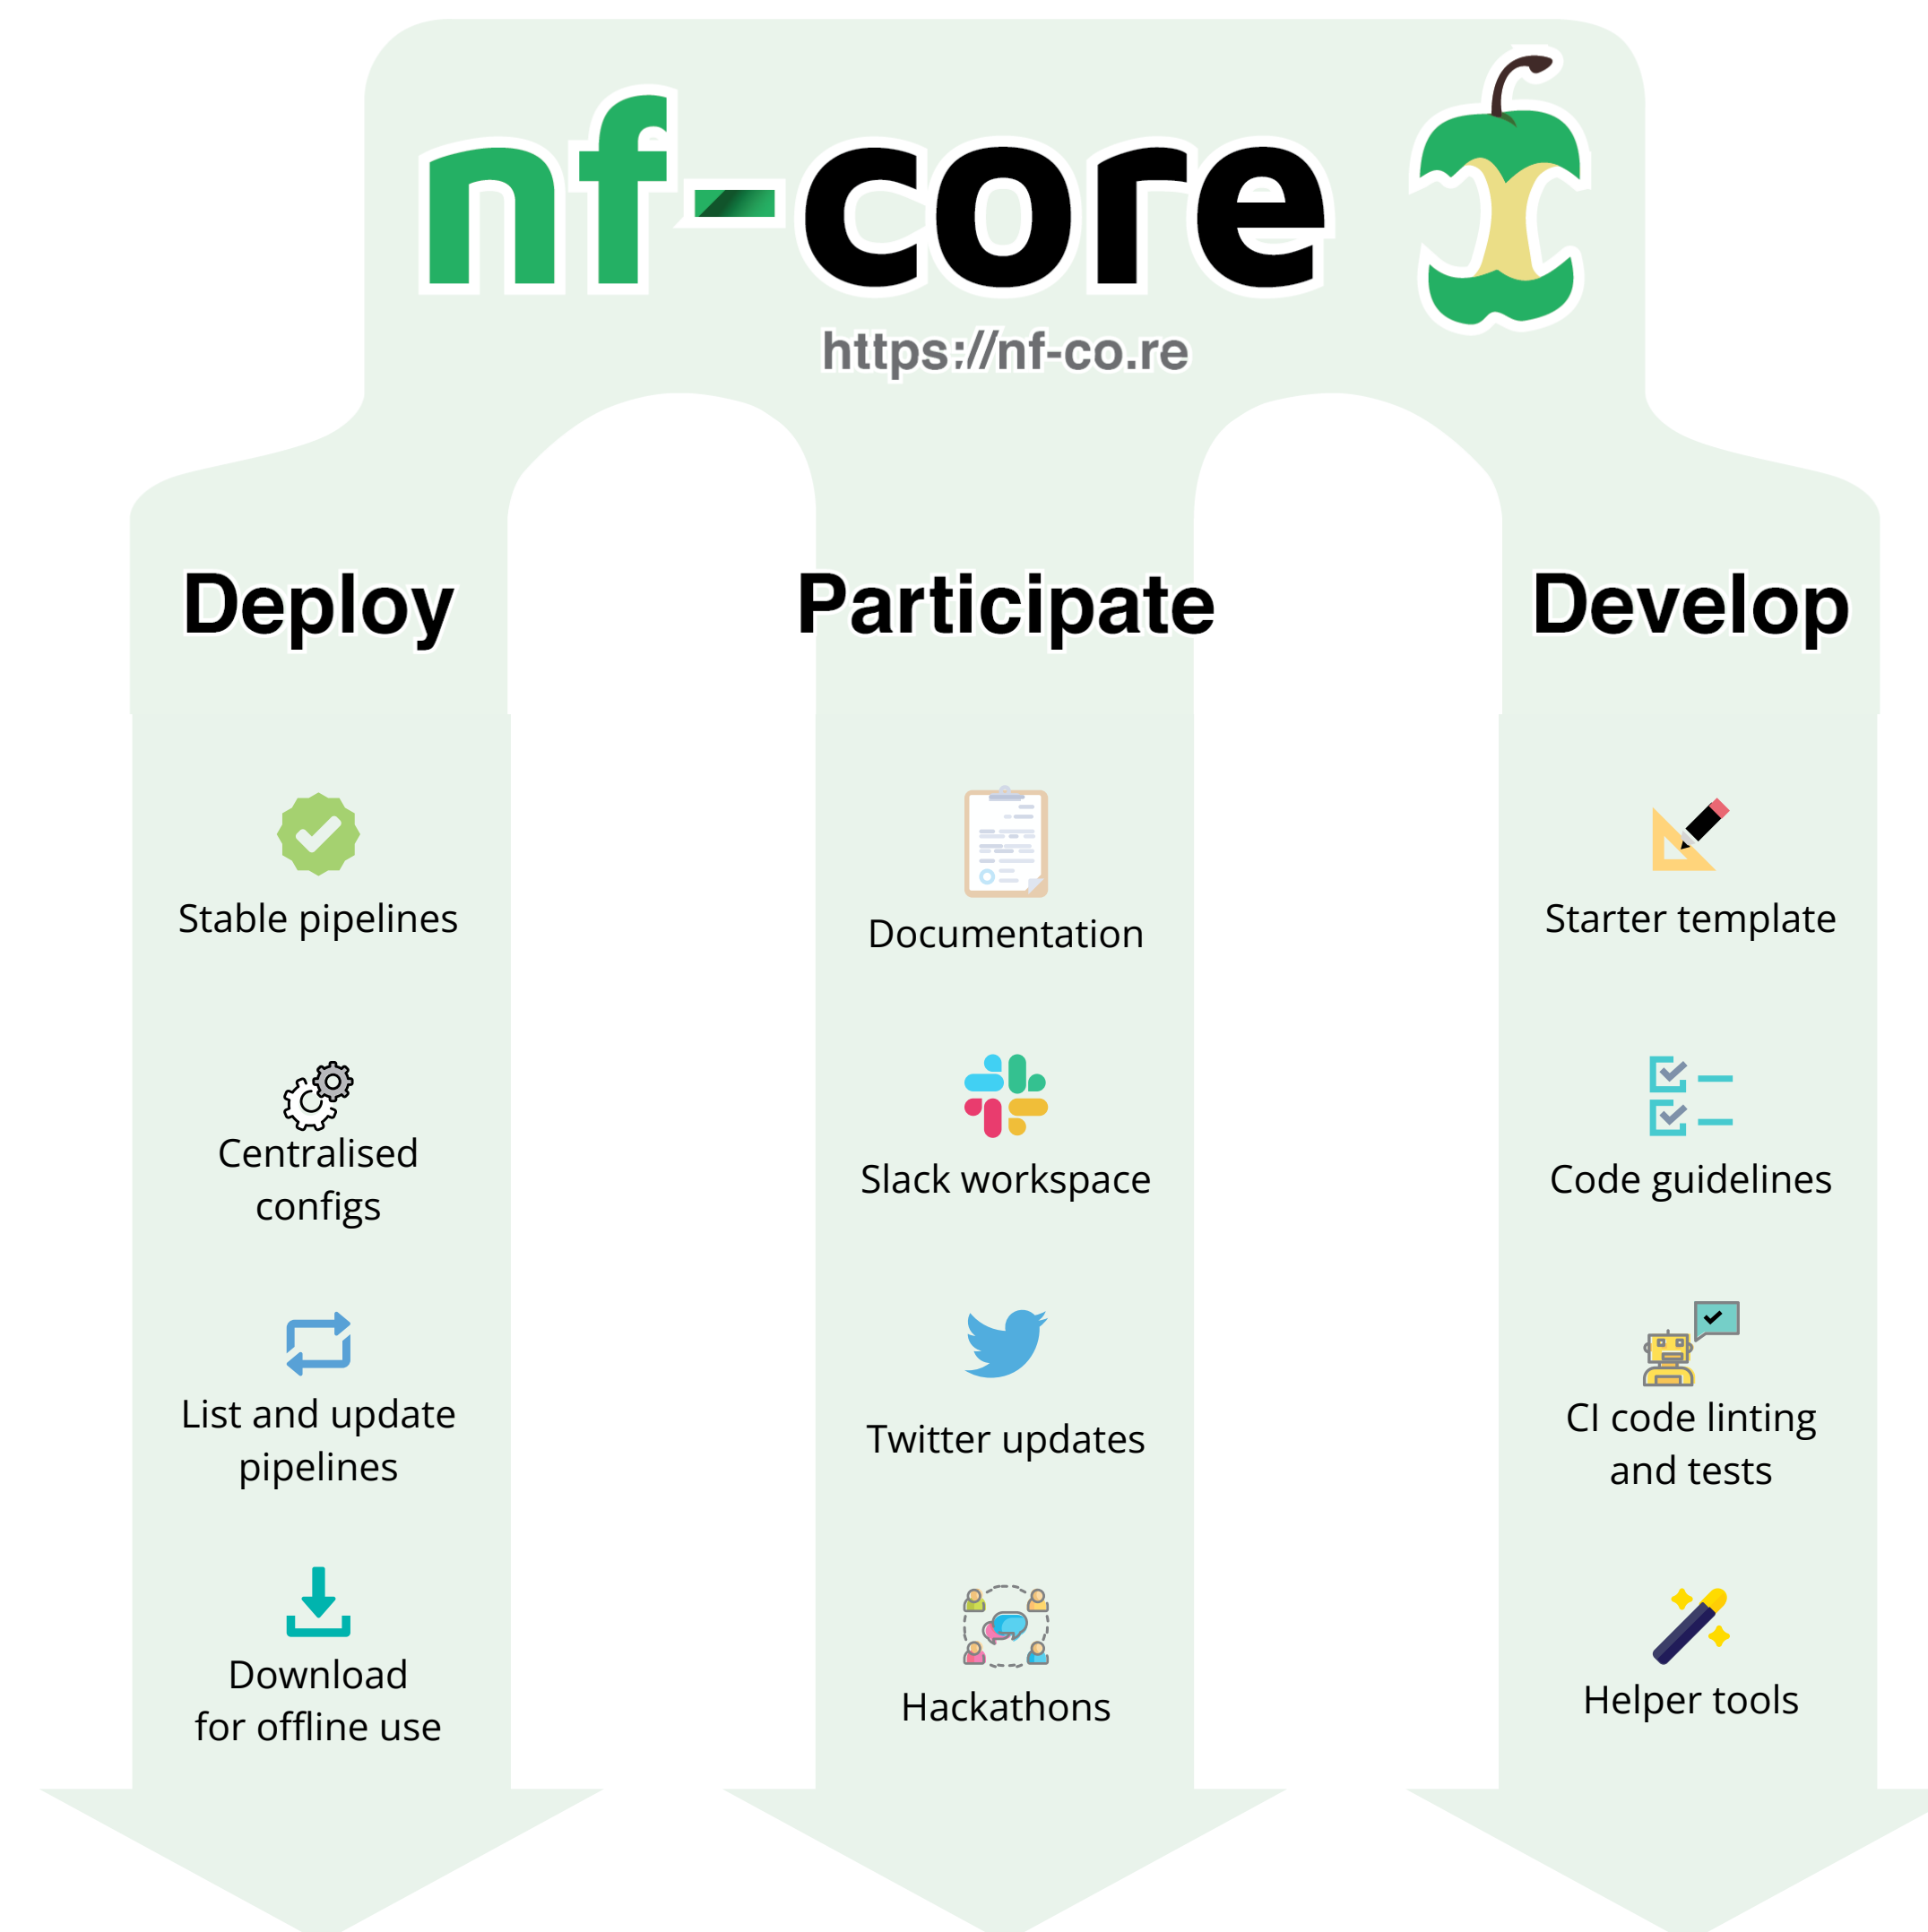 nf-core
https://nf-co.re
Deploy
Stable pipelines
Centralised
configs
List and update
pipelines
Download
for offline use
Participate
Documentation
Slack workspace
Twitter updates
Hackathons
Develop
Starter template
Code guidelines
CI code linting
and tests
Helper tools